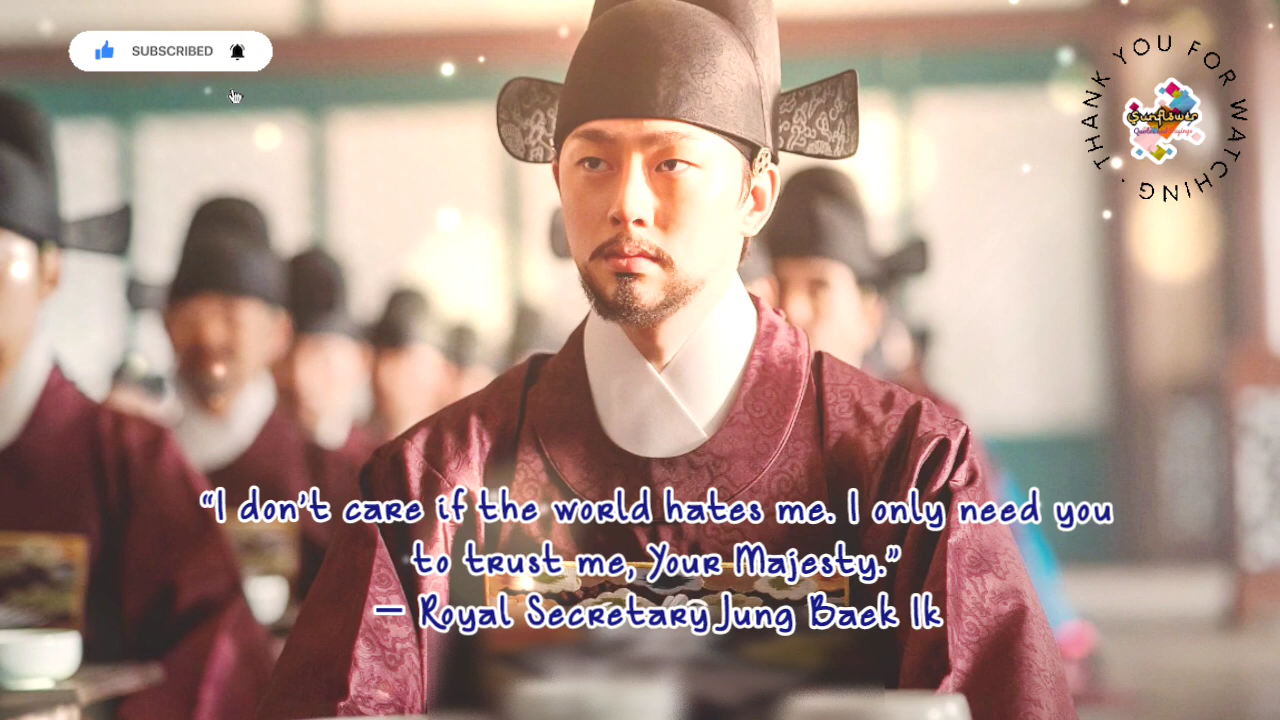 SUBSCRIBED
THANK YOU FOR WATCHING .
Sunflower
“I don’t care if the world hates me. I only need you
to trust me, Your Majesty.”
— Royal Secretary Jung Baek Ik